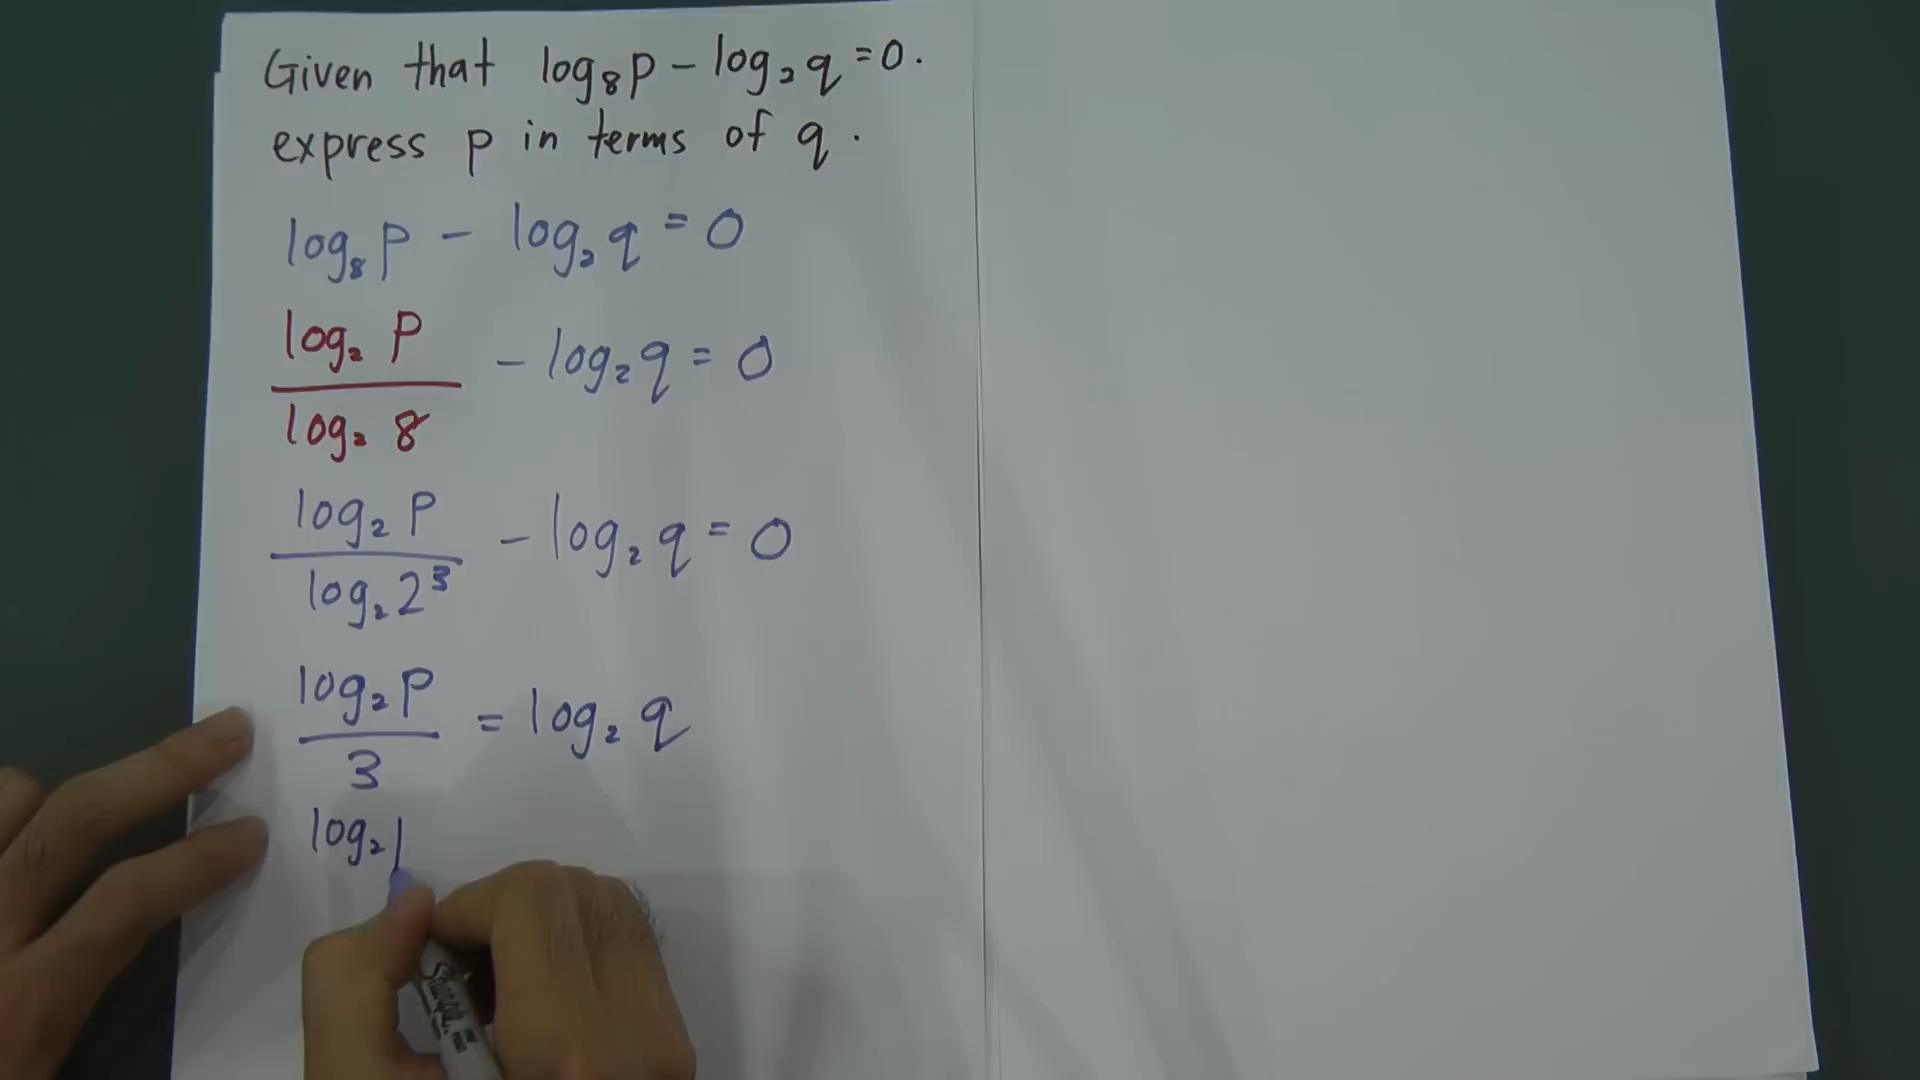 Given that log₈p - log₂q = 0.
express p in terms of q.
log₈p - log₂q = 0
log₂ P
log₂ 8
- log₂q = 0
log₂ P
log₂ 2³
- log₂ q = 0
log₂ P
3
= log₂ q
log₂
Sharpie